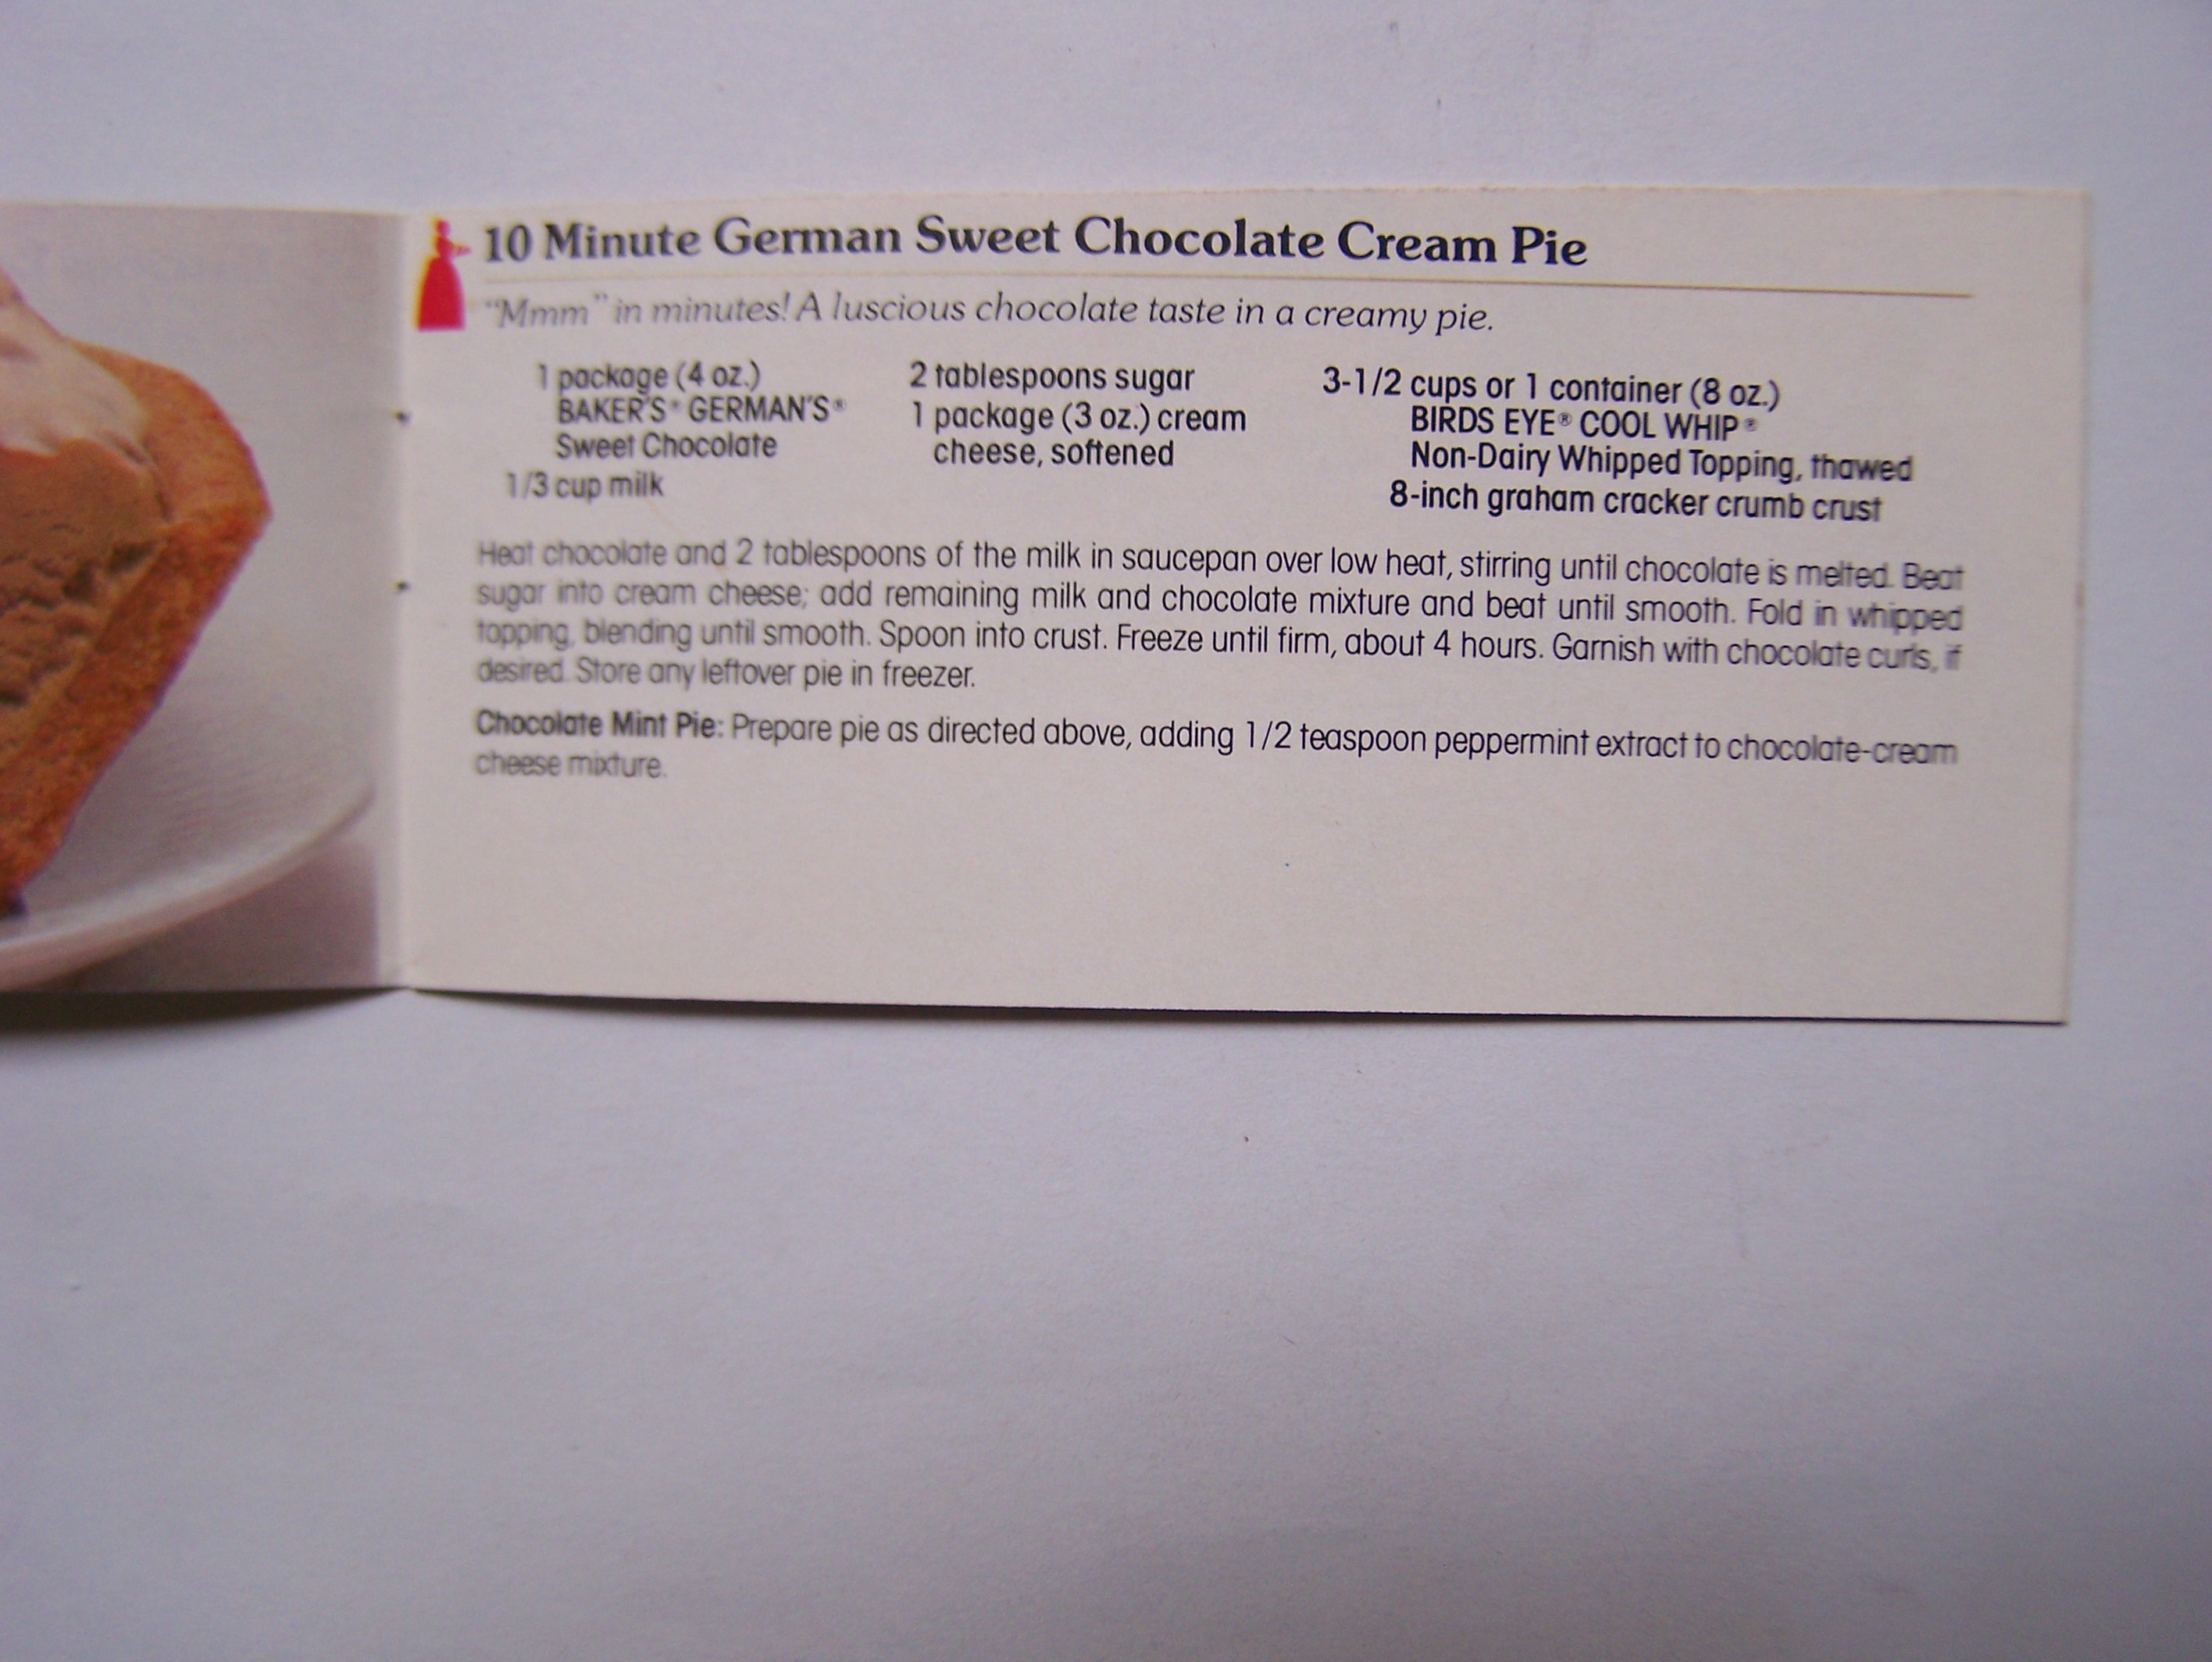 10 Minute German Sweet Chocolate Cream Pie
"Mmm" in minutes! A luscious chocolate taste in a creamy pie.
1 package (4 oz.)
BAKER'S® GERMAN'S®
Sweet Chocolate
1/3 cup milk
2 tablespoons sugar
1 package (3 oz.) cream
cheese, softened
3-1/2 cups or 1 container (8 oz.)
BIRDS EYE® COOL WHIP®
Non-Dairy Whipped Topping, thawed
8-inch graham cracker crumb crust
Heat chocolate and 2 tablespoons of the milk in saucepan over low heat, stirring until chocolate is melted. Beat
sugar into cream cheese; add remaining milk and chocolate mixture and beat until smooth. Fold in whipped
topping, blending until smooth. Spoon into crust. Freeze until firm, about 4 hours. Garnish with chocolate curls, if
desired. Store any leftover pie in freezer.
Chocolate Mint Pie: Prepare pie as directed above, adding 1/2 teaspoon peppermint extract to chocolate-cream
cheese mixture.